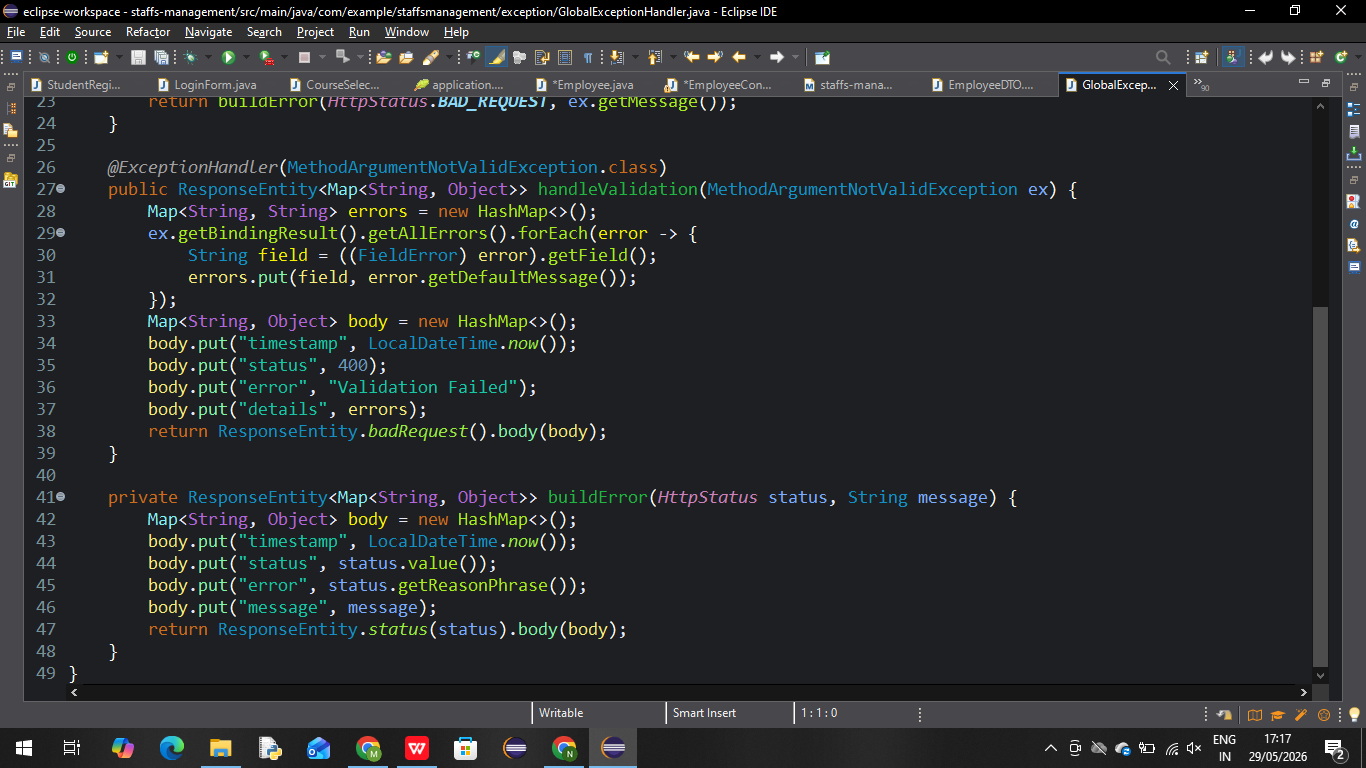 eclipse-workspace - staffs-management/src/main/java/com/example/staffsmanagement/exception/GlobalExceptionHandler.java - Eclipse IDE
File Edit Source Refactor Navigate Search Project Run Window Help
StudentRegi... LoginForm.java CourseSelec... application.... *Employee.java *EmployeeCon... staffs-mana... EmployeeDTO.... GlobalExcep... 90
23 return buildError(HttpStatus.BAD_REQUEST, ex.getMessage());
24 }
25
26 @ExceptionHandler(MethodArgumentNotValidException.class)
27 public ResponseEntity<Map<String, Object>> handleValidation(MethodArgumentNotValidException ex) {
28 Map<String, String> errors = new HashMap<>();
29 ex.getBindingResult().getAllErrors().forEach(error -> {
30 String field = ((FieldError) error).getField();
31 errors.put(field, error.getDefaultMessage());
32 });
33 Map<String, Object> body = new HashMap<>();
34 body.put("timestamp", LocalDateTime.now());
35 body.put("status", 400);
36 body.put("error", "Validation Failed");
37 body.put("details", errors);
38 return ResponseEntity.badRequest().body(body);
39 }
40
41 private ResponseEntity<Map<String, Object>> buildError(HttpStatus status, String message) {
42 Map<String, Object> body = new HashMap<>();
43 body.put("timestamp", LocalDateTime.now());
44 body.put("status", status.value());
45 body.put("error", status.getReasonPhrase());
46 body.put("message", message);
47 return ResponseEntity.status(status).body(body);
48 }
49 }
Writable Smart Insert 1 : 1 : 0
ENG 17:17
IN 29/05/2026 2